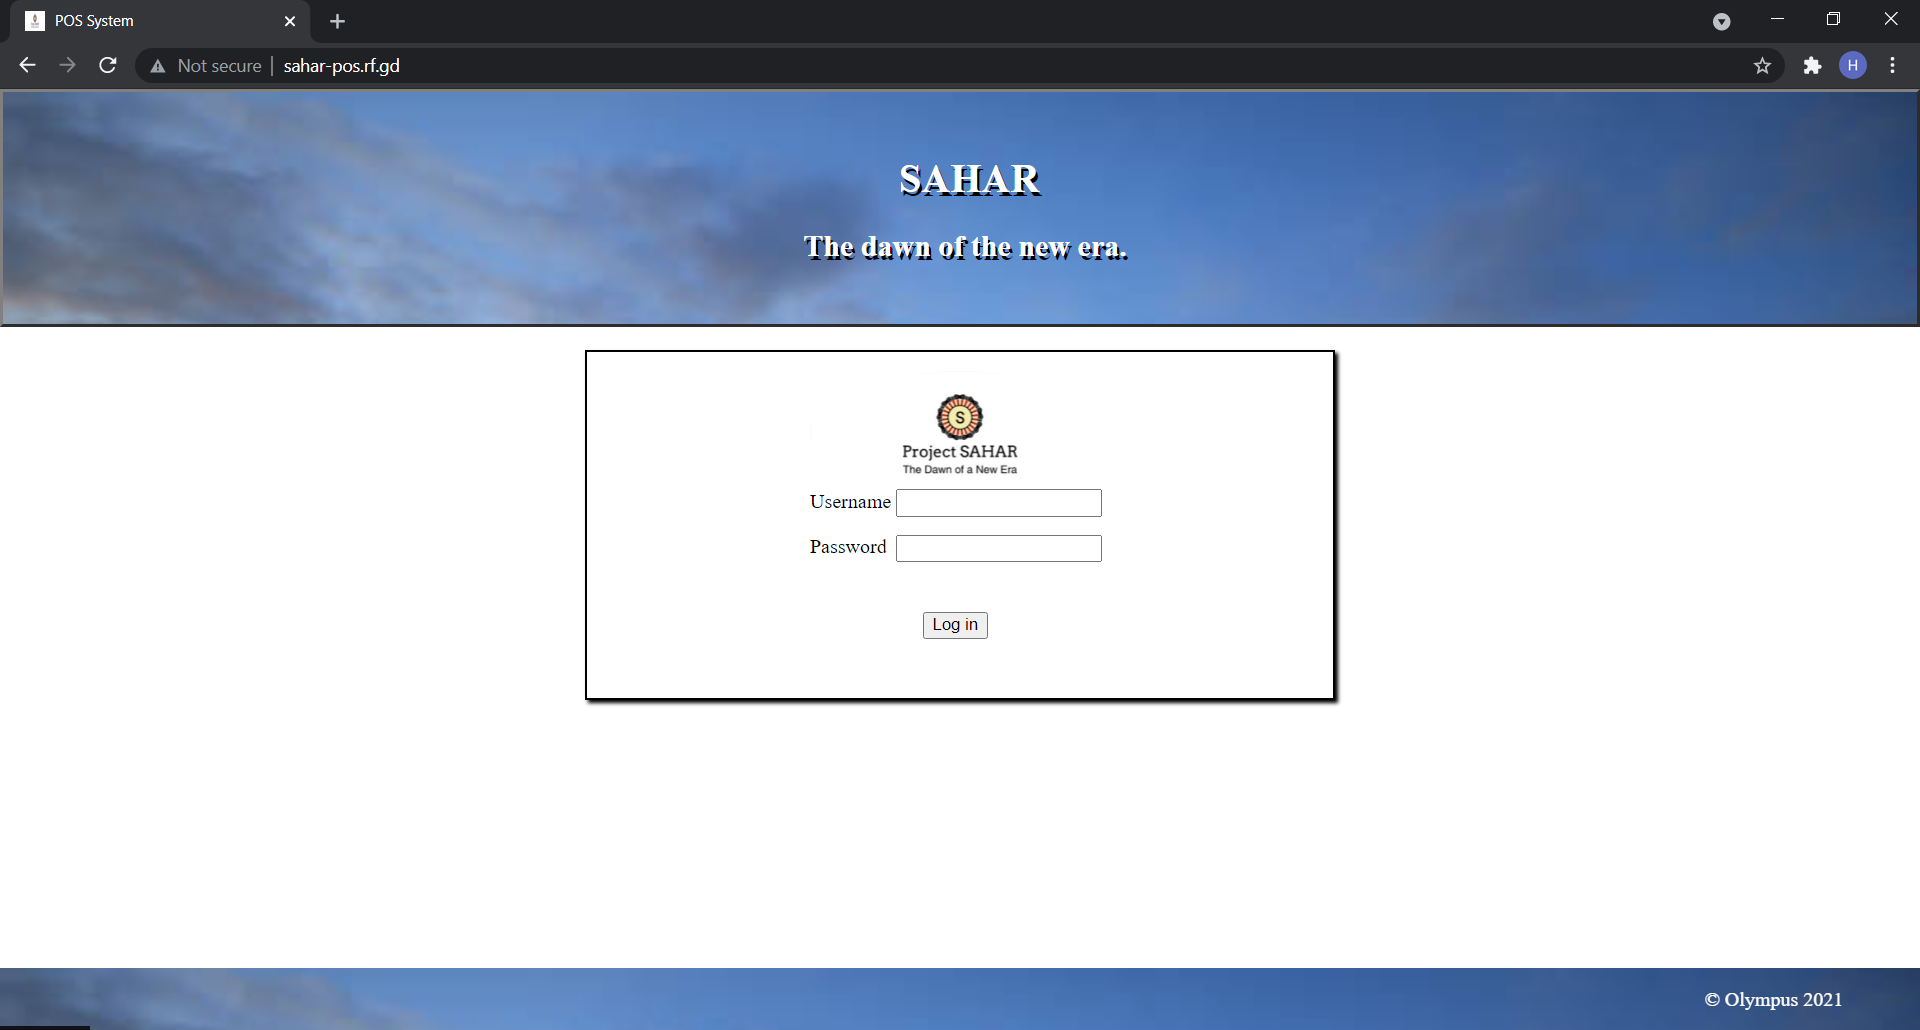 POS System
Not secure | sahar-pos.rf.gd
H
SAHAR
The dawn of the new era.
S
Project SAHAR
The Dawn of a New Era
Username
Password
Log in
© Olympus 2021